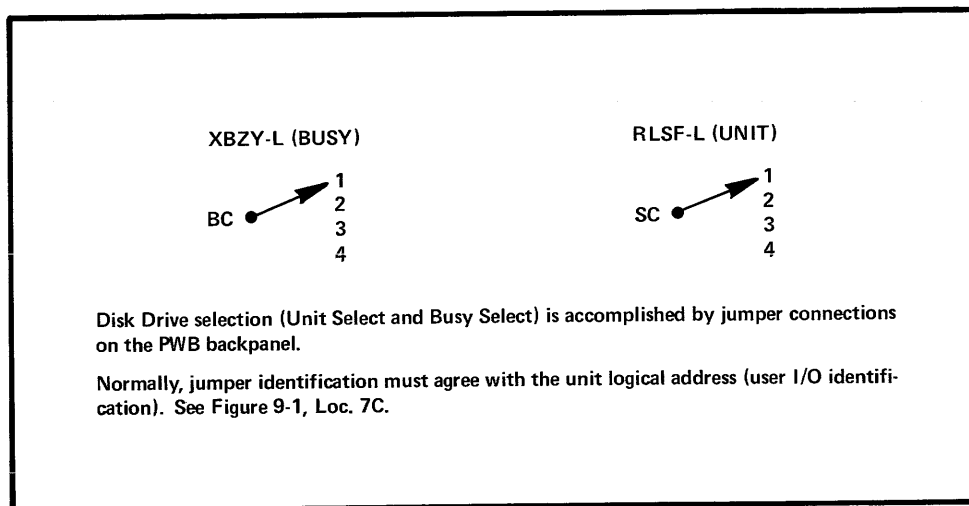 XBZY-L (BUSY)
BC
1
2
3
4
RLSF-L (UNIT)
SC
1
2
3
4
Disk Drive selection (Unit Select and Busy Select) is accomplished by jumper connections
on the PWB backpanel.
Normally, jumper identification must agree with the unit logical address (user I/O identifi-
cation). See Figure 9-1, Loc. 7C.